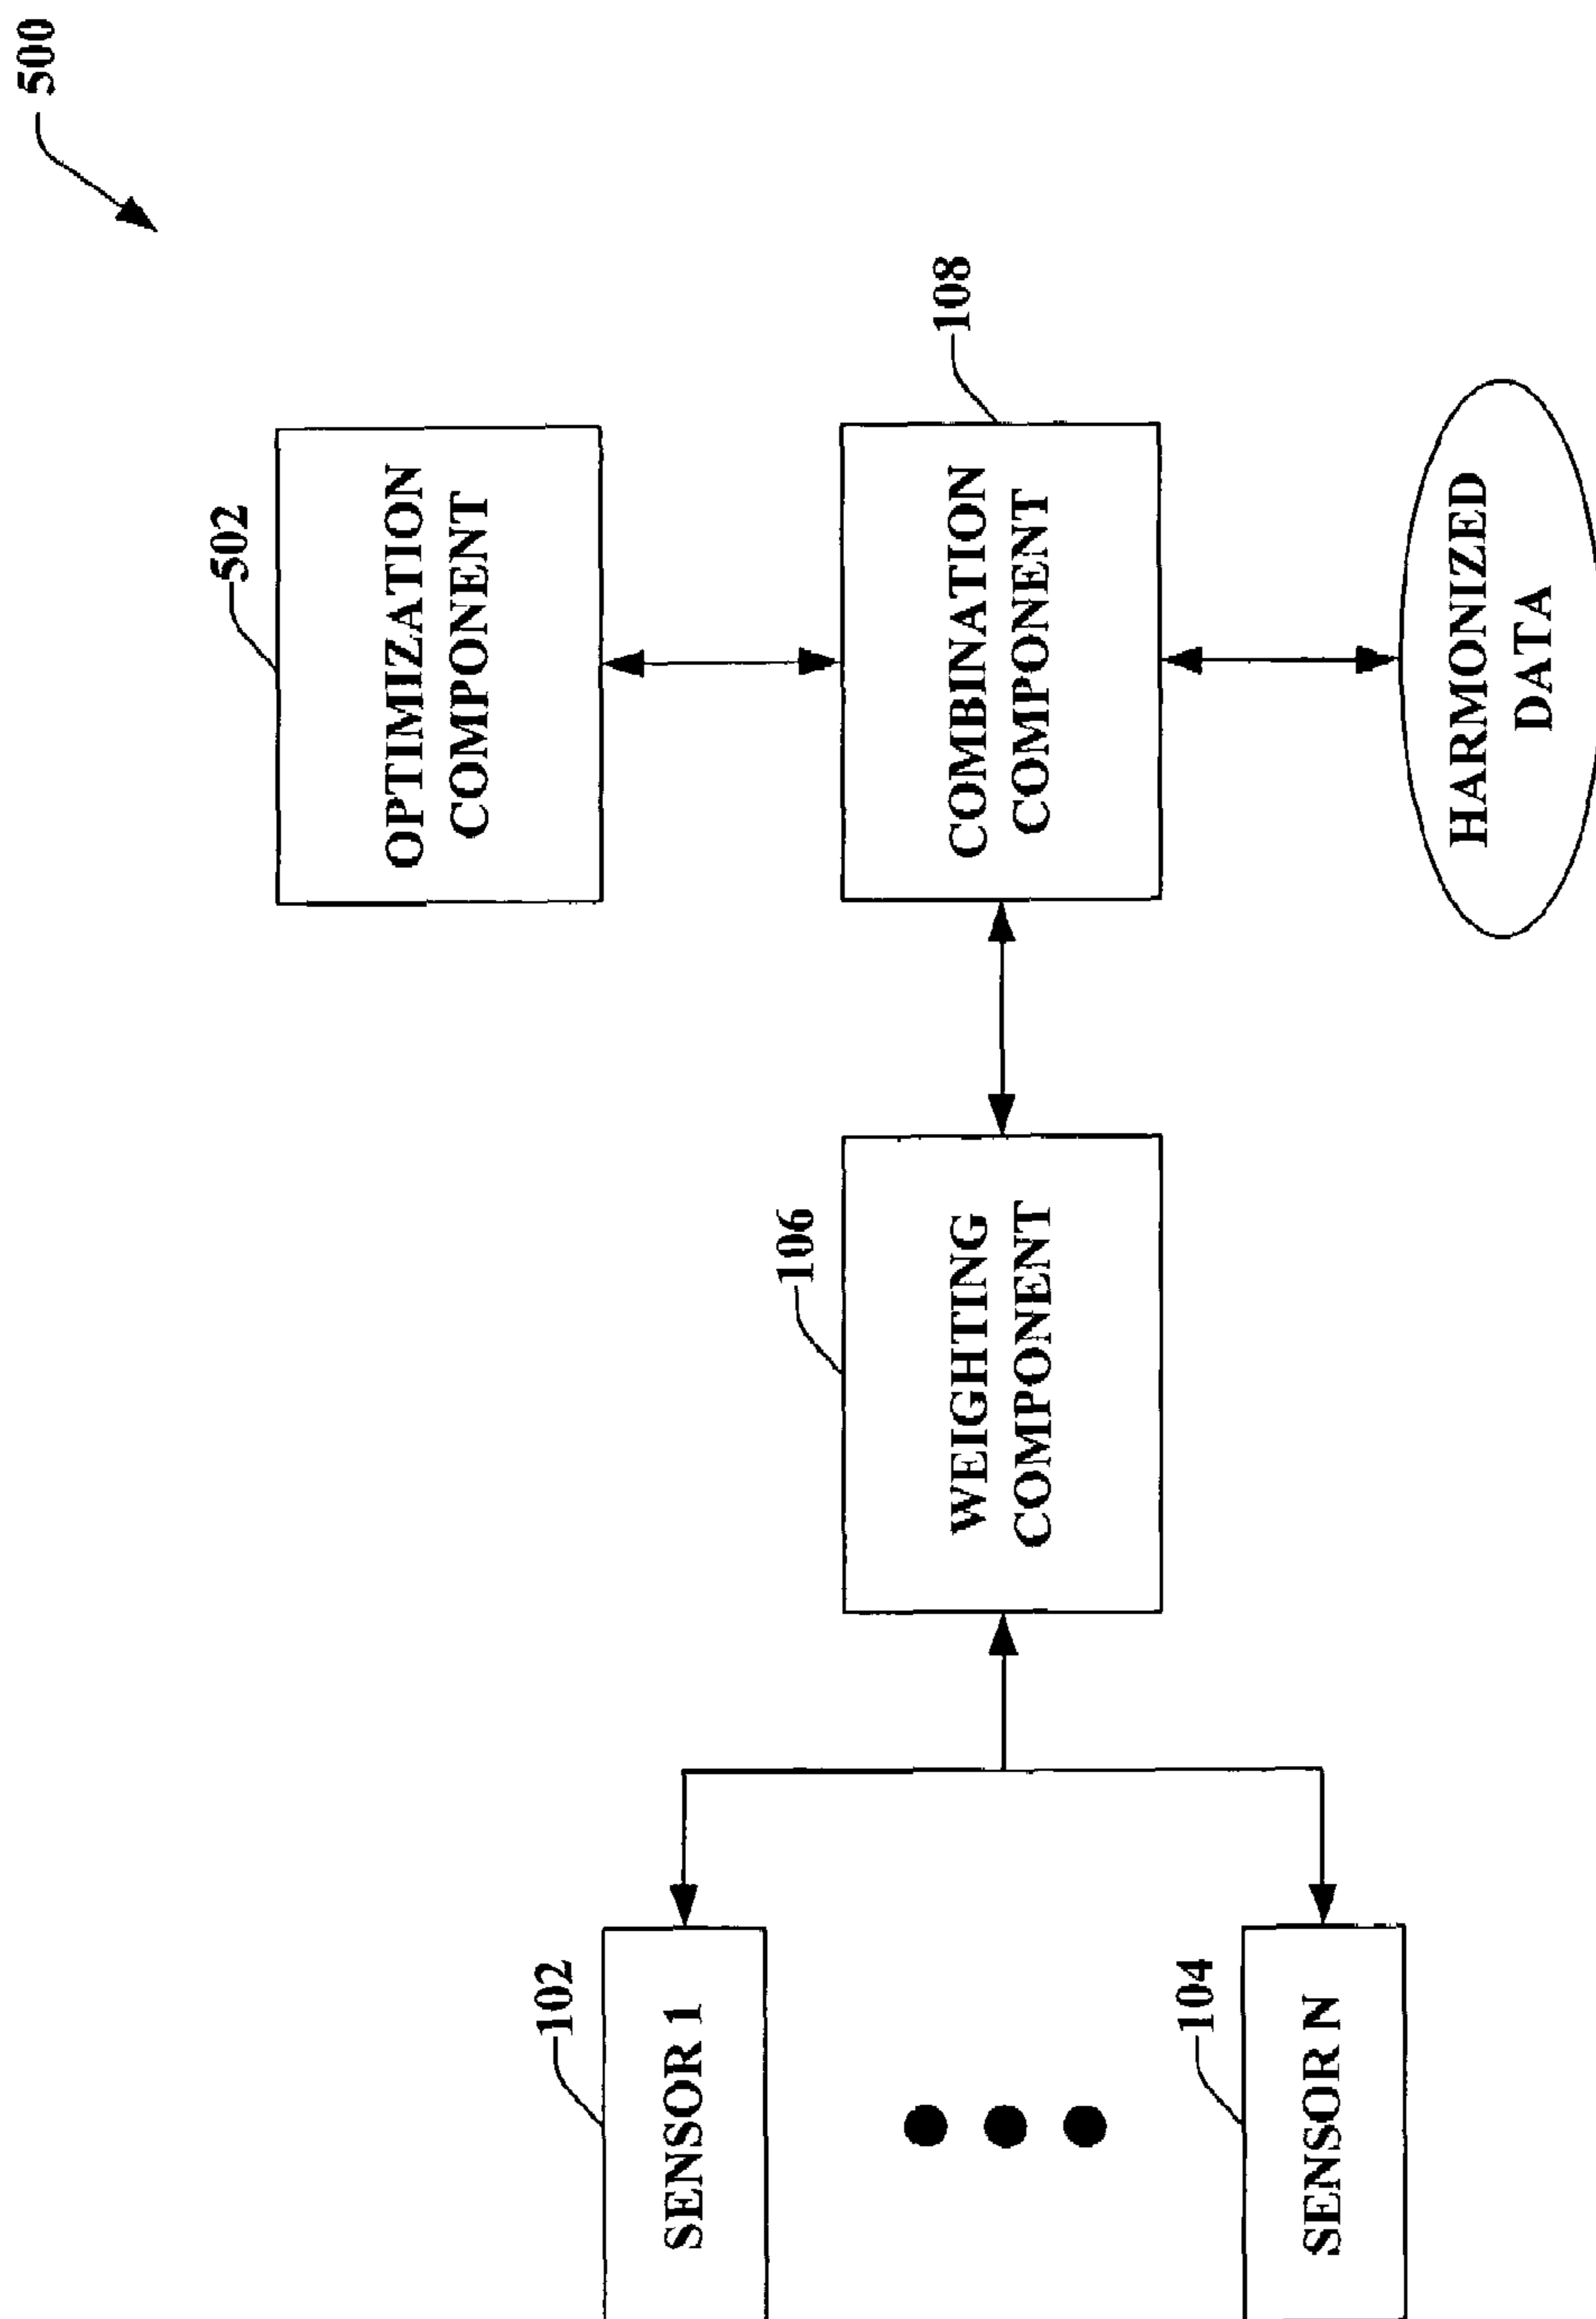 500
502
OPTIMIZATION
COMPONENT
102
SENSOR 1
106
WEIGHTING
COMPONENT
108
COMBINATION
COMPONENT
104
SENSOR N
HARMONIZED
DATA